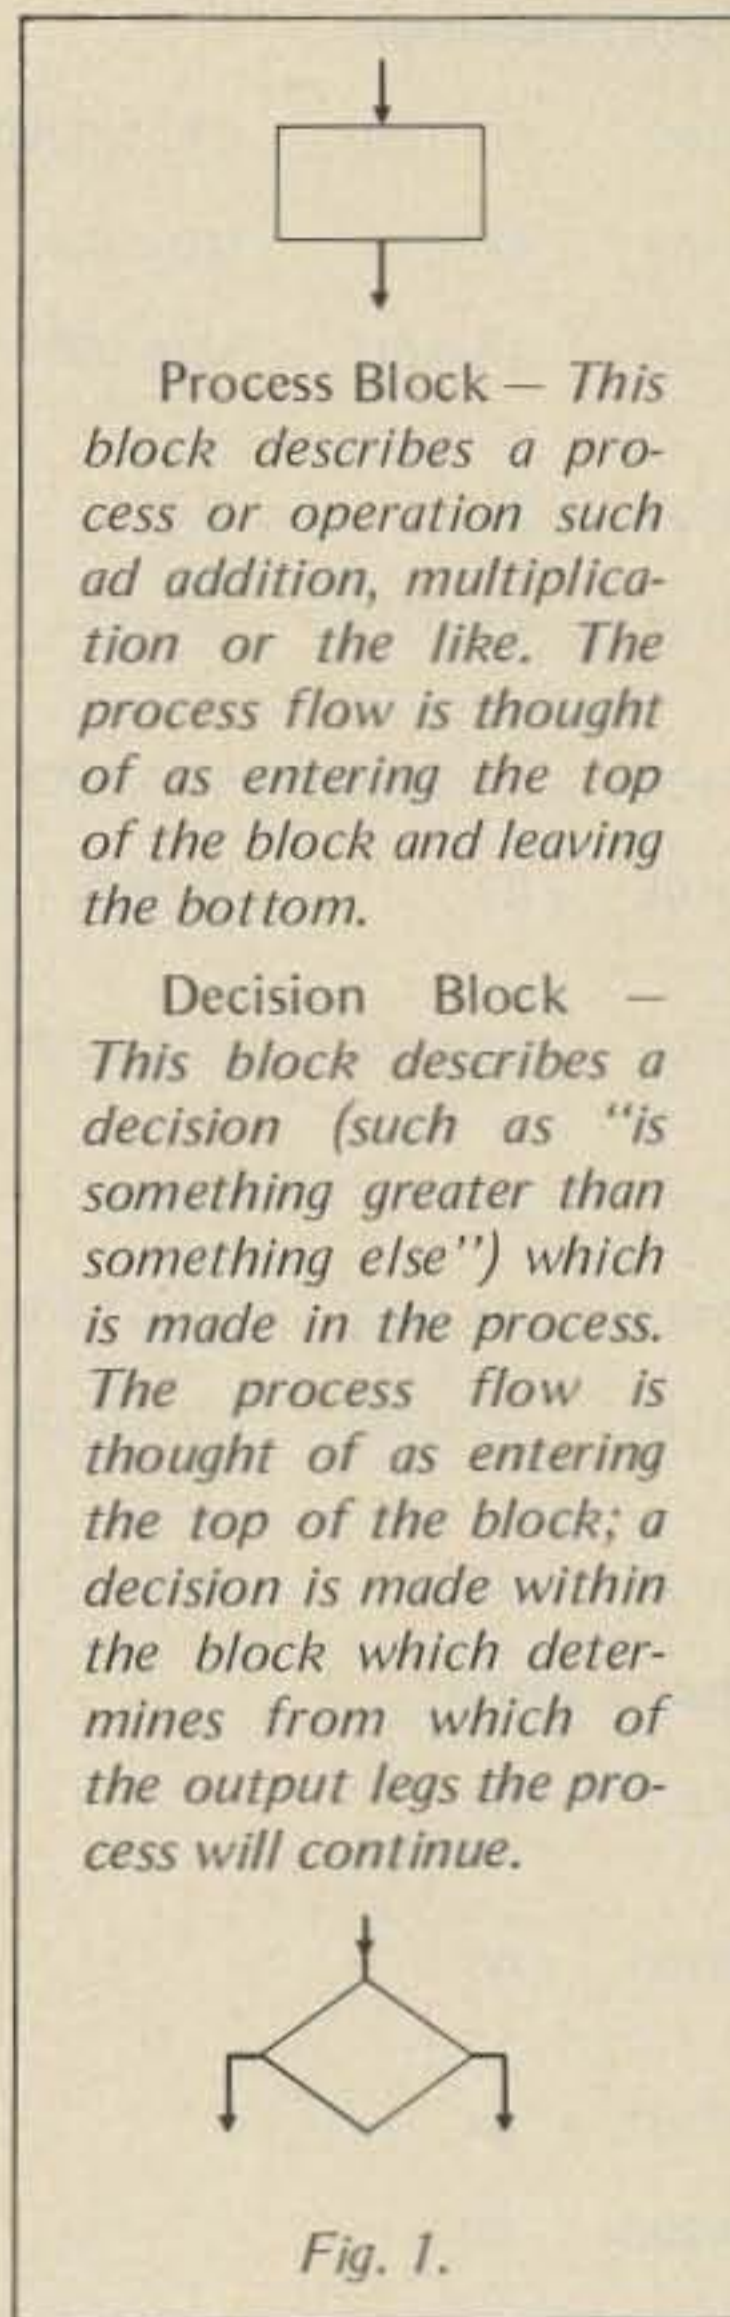 Process Block — This
block describes a pro-
cess or operation such
ad addition, multiplica-
tion or the like. The
process flow is thought
of as entering the top
of the block and leaving
the bottom.
Decision Block —
This block describes a
decision (such as "is
something greater than
something else") which
is made in the process.
The process flow is
thought of as entering
the top of the block; a
decision is made within
the block which deter-
mines from which of
the output legs the pro-
cess will continue.
Fig. 1.